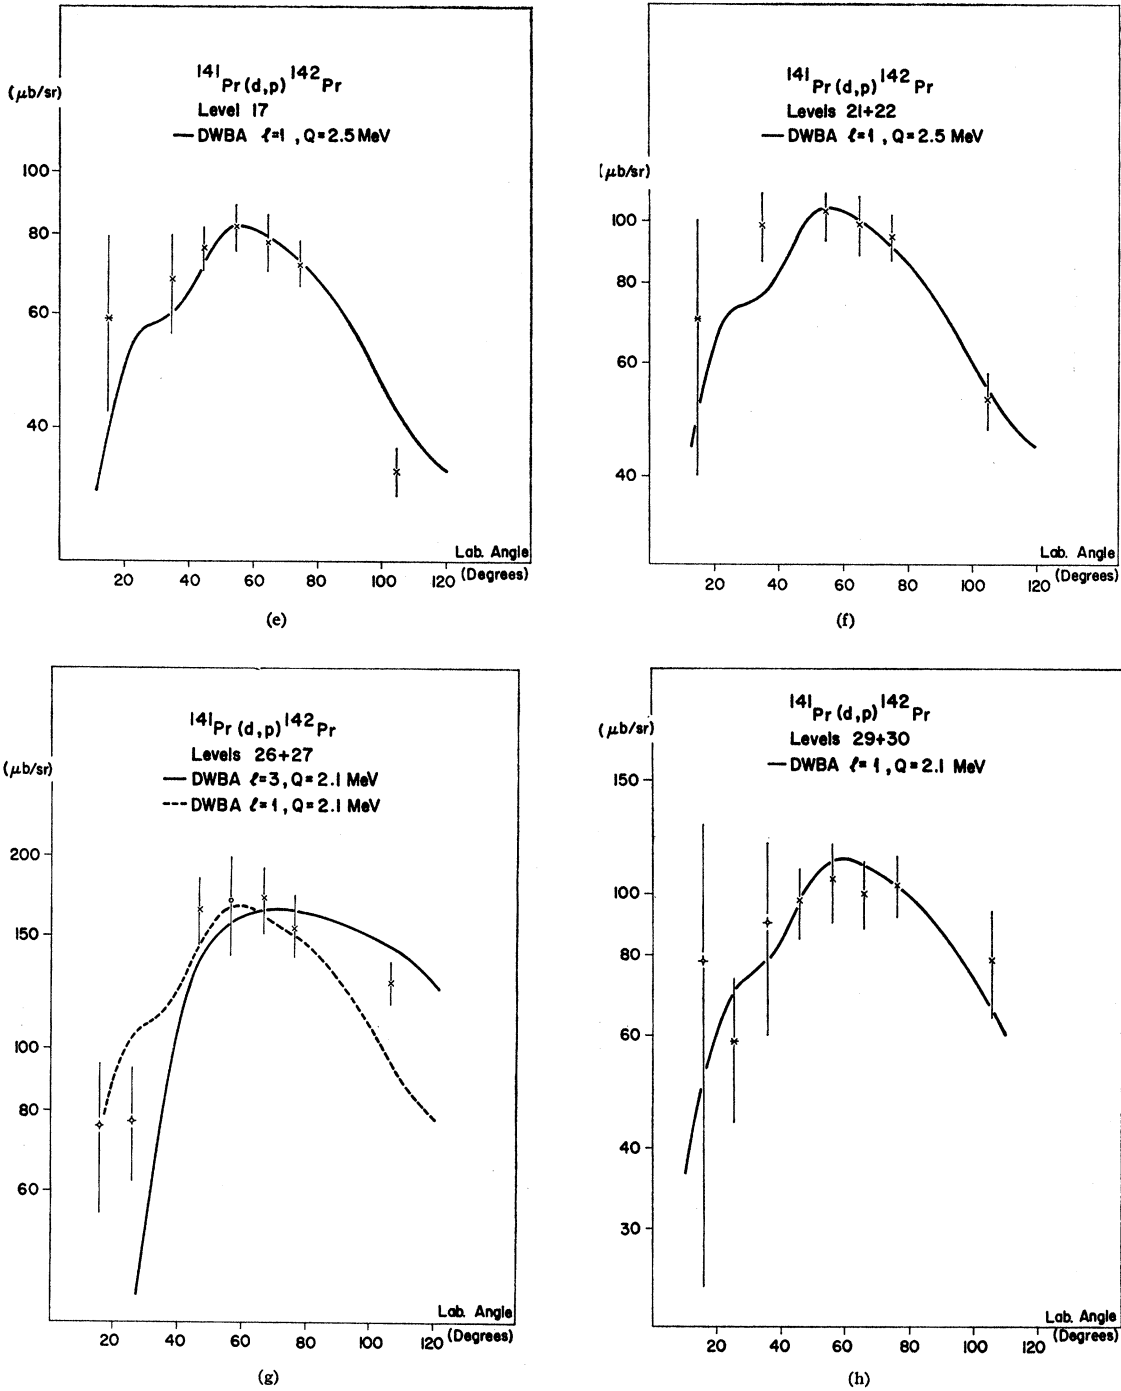 (μb/sr)
141Pr(d,p)142Pr
Level 17
DWBA ℓ=1, Q=2.5 MeV
100
80
60
40
Lab. Angle
20 40 60 80 100 120 (Degrees)
(e)
141Pr(d,p)142Pr
Levels 21+22
DWBA ℓ=1, Q=2.5 MeV
(μb/sr)
100
80
60
40
Lab. Angle
(Degrees)
20 40 60 80 100 120
(f)
141Pr(d,p)142Pr
Levels 26+27
(μb/sr)
DWBA ℓ=3, Q=2.1 MeV
DWBA ℓ=1, Q=2.1 MeV
200
150
100
80
60
Lab. Angle
20 40 60 80 100 120 (Degrees)
(g)
141Pr(d,p)142Pr
(μb/sr)
Levels 29+30
DWBA ℓ=1, Q=2.1 MeV
150
100
80
60
40
30
Lab. Angle
(Degrees)
20 40 60 80 100 120
(h)